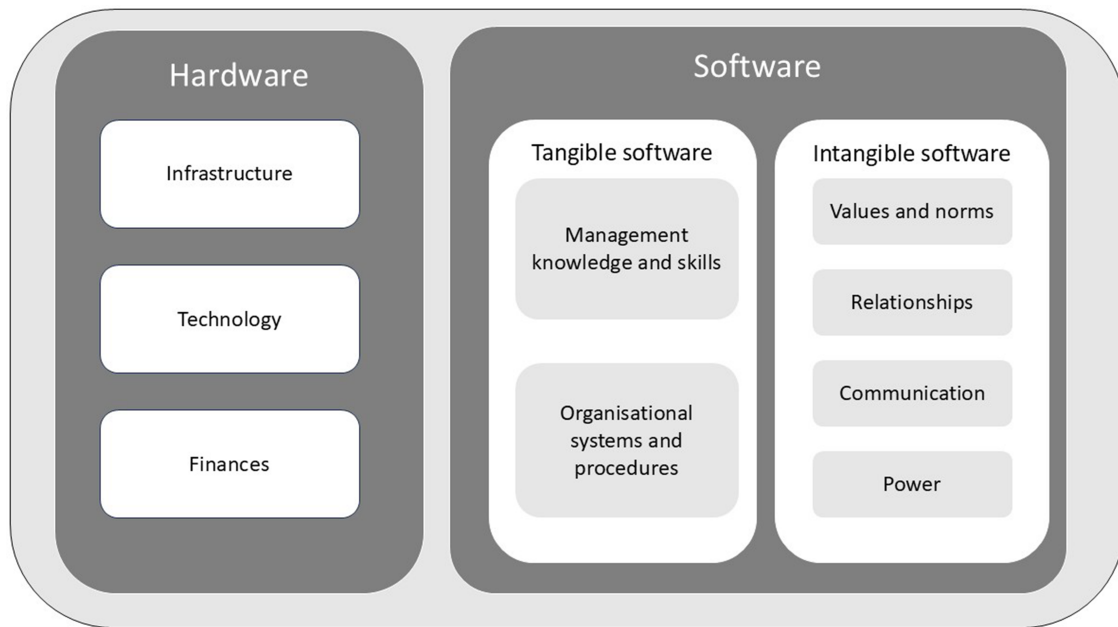 Hardware
Infrastructure
Technology
Finances
Software
Tangible software
Management
knowledge and skills
Organisational
systems and
procedures
Intangible software
Values and norms
Relationships
Communication
Power